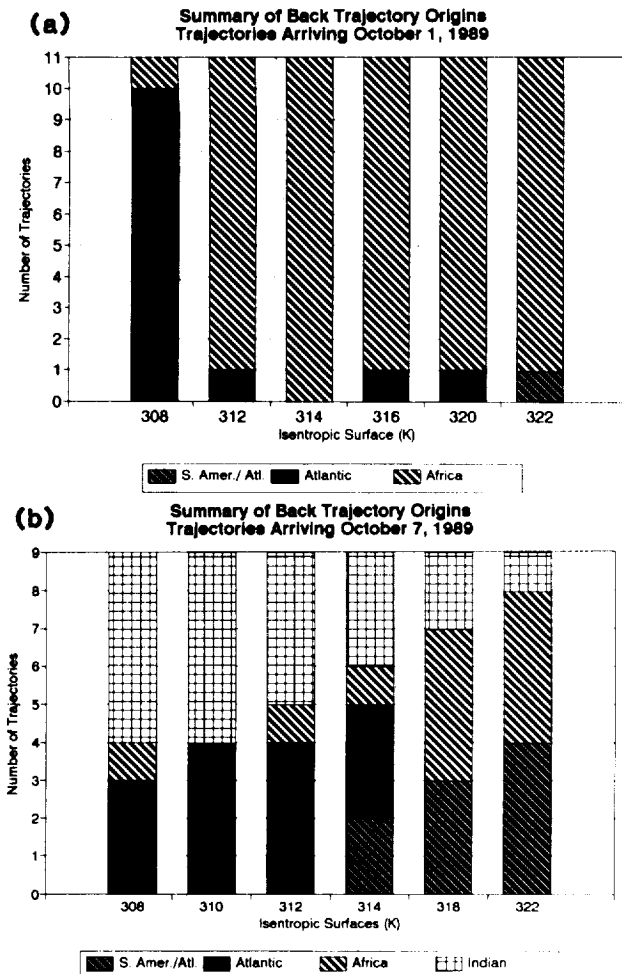 (a)
Summary of Back Trajectory Origins
Trajectories Arriving October 1, 1989
11
10
9
8
7
6
5
4
3
2
1
0
Number of Trajectories
308 312 314 316 320 322
Isentropic Surface (K)
S. Amer./ Atl. Atlantic Africa
(b)
Summary of Back Trajectory Origins
Trajectories Arriving October 7, 1989
9
8
7
6
5
4
3
2
1
0
Number of Trajectories
308 310 312 314 318 322
Isentropic Surfaces (K)
S. Amer./Atl. Atlantic Africa Indian